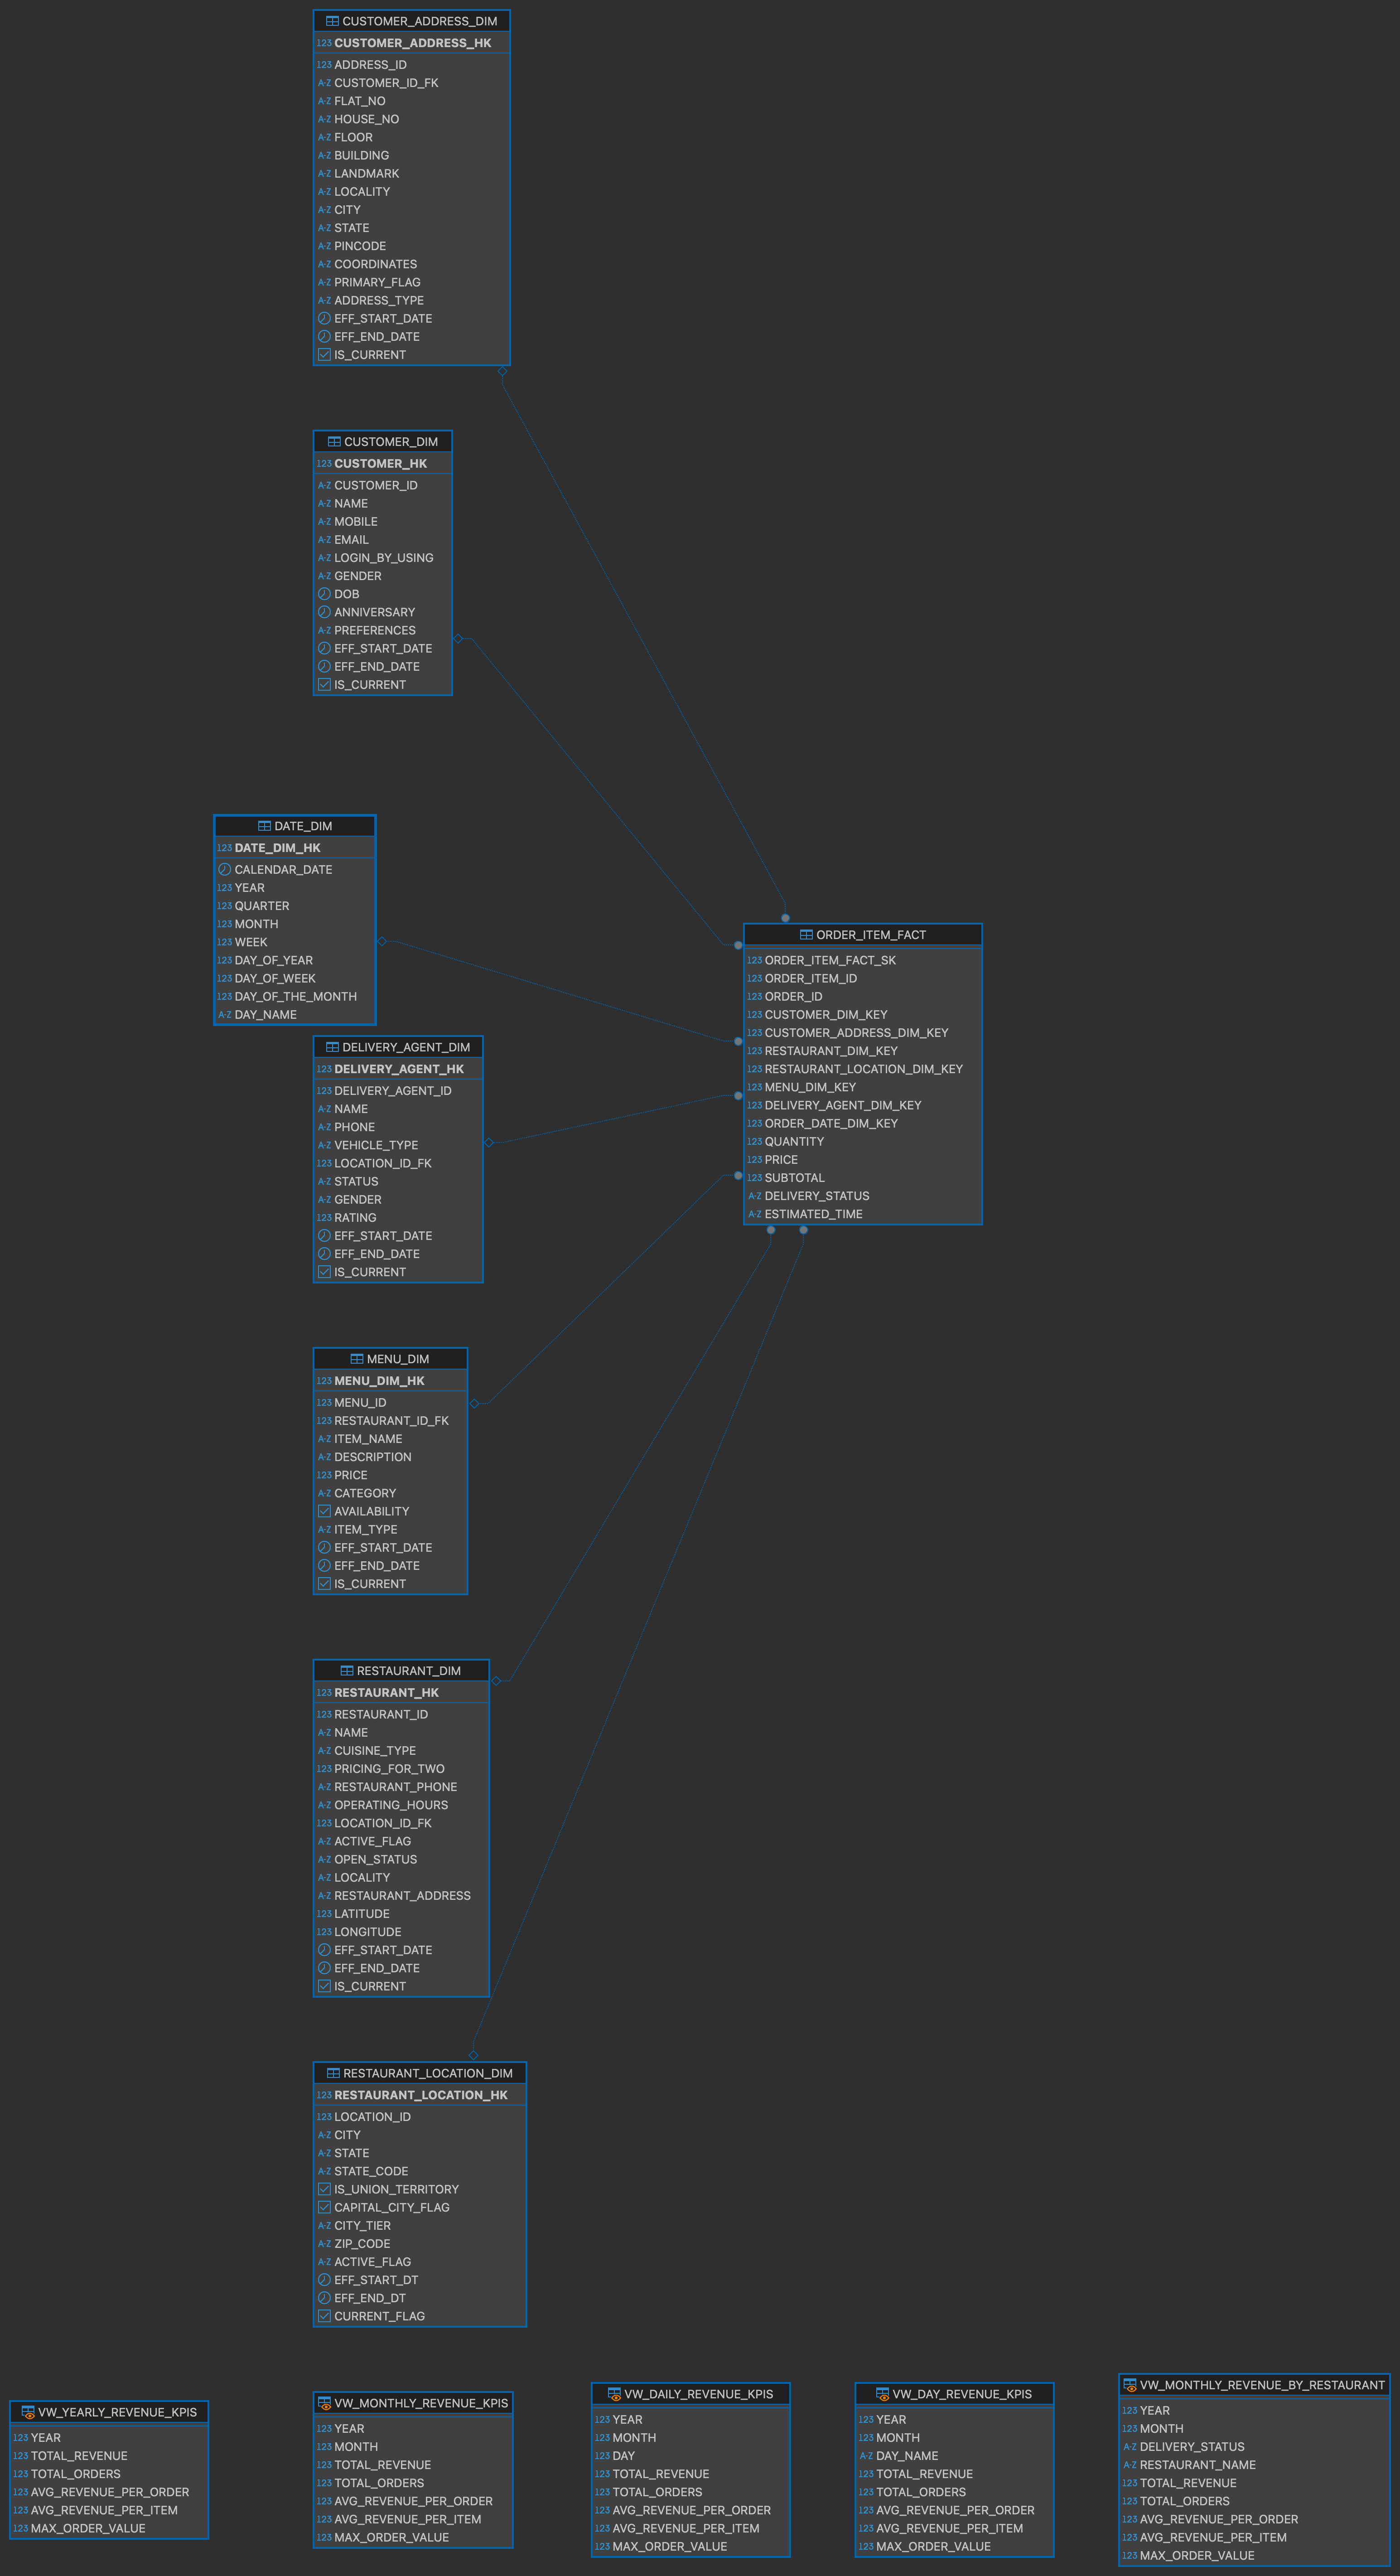 CUSTOMER_ADDRESS_DIM
123 CUSTOMER_ADDRESS_HK
123 ADDRESS_ID
A-Z CUSTOMER_ID_FK
A-Z FLAT_NO
A-Z HOUSE_NO
A-Z FLOOR
A-Z BUILDING
A-Z LANDMARK
A-Z LOCALITY
A-Z CITY
A-Z STATE
A-Z PINCODE
A-Z COORDINATES
A-Z PRIMARY_FLAG
A-Z ADDRESS_TYPE
EFF_START_DATE
EFF_END_DATE
IS_CURRENT
CUSTOMER_DIM
123 CUSTOMER_HK
A-Z CUSTOMER_ID
A-Z NAME
A-Z MOBILE
A-Z EMAIL
A-Z LOGIN_BY_USING
A-Z GENDER
DOB
ANNIVERSARY
A-Z PREFERENCES
EFF_START_DATE
EFF_END_DATE
IS_CURRENT
DATE_DIM
123 DATE_DIM_HK
CALENDAR_DATE
123 YEAR
123 QUARTER
123 MONTH
123 WEEK
123 DAY_OF_YEAR
123 DAY_OF_WEEK
123 DAY_OF_THE_MONTH
A-Z DAY_NAME
ORDER_ITEM_FACT
123 ORDER_ITEM_FACT_SK
123 ORDER_ITEM_ID
123 ORDER_ID
123 CUSTOMER_DIM_KEY
123 CUSTOMER_ADDRESS_DIM_KEY
123 RESTAURANT_DIM_KEY
123 RESTAURANT_LOCATION_DIM_KEY
123 MENU_DIM_KEY
123 DELIVERY_AGENT_DIM_KEY
123 ORDER_DATE_DIM_KEY
123 QUANTITY
123 PRICE
123 SUBTOTAL
A-Z DELIVERY_STATUS
A-Z ESTIMATED_TIME
DELIVERY_AGENT_DIM
123 DELIVERY_AGENT_HK
123 DELIVERY_AGENT_ID
A-Z NAME
A-Z PHONE
A-Z VEHICLE_TYPE
123 LOCATION_ID_FK
A-Z STATUS
A-Z GENDER
123 RATING
EFF_START_DATE
EFF_END_DATE
IS_CURRENT
MENU_DIM
123 MENU_DIM_HK
123 MENU_ID
123 RESTAURANT_ID_FK
A-Z ITEM_NAME
A-Z DESCRIPTION
123 PRICE
A-Z CATEGORY
AVAILABILITY
A-Z ITEM_TYPE
EFF_START_DATE
EFF_END_DATE
IS_CURRENT
RESTAURANT_DIM
123 RESTAURANT_HK
123 RESTAURANT_ID
A-Z NAME
A-Z CUISINE_TYPE
123 PRICING_FOR_TWO
A-Z RESTAURANT_PHONE
A-Z OPERATING_HOURS
123 LOCATION_ID_FK
A-Z ACTIVE_FLAG
A-Z OPEN_STATUS
A-Z LOCALITY
A-Z RESTAURANT_ADDRESS
123 LATITUDE
123 LONGITUDE
EFF_START_DATE
EFF_END_DATE
IS_CURRENT
RESTAURANT_LOCATION_DIM
123 RESTAURANT_LOCATION_HK
123 LOCATION_ID
A-Z CITY
A-Z STATE
A-Z STATE_CODE
IS_UNION_TERRITORY
CAPITAL_CITY_FLAG
A-Z CITY_TIER
A-Z ZIP_CODE
A-Z ACTIVE_FLAG
EFF_START_DT
EFF_END_DT
CURRENT_FLAG
VW_YEARLY_REVENUE_KPIS
123 YEAR
123 TOTAL_REVENUE
123 TOTAL_ORDERS
123 AVG_REVENUE_PER_ORDER
123 AVG_REVENUE_PER_ITEM
123 MAX_ORDER_VALUE
VW_MONTHLY_REVENUE_KPIS
123 YEAR
123 MONTH
123 TOTAL_REVENUE
123 TOTAL_ORDERS
123 AVG_REVENUE_PER_ORDER
123 AVG_REVENUE_PER_ITEM
123 MAX_ORDER_VALUE
VW_DAILY_REVENUE_KPIS
123 YEAR
123 MONTH
123 DAY
123 TOTAL_REVENUE
123 TOTAL_ORDERS
123 AVG_REVENUE_PER_ORDER
123 AVG_REVENUE_PER_ITEM
123 MAX_ORDER_VALUE
VW_DAY_REVENUE_KPIS
123 YEAR
123 MONTH
A-Z DAY_NAME
123 TOTAL_REVENUE
123 TOTAL_ORDERS
123 AVG_REVENUE_PER_ORDER
123 AVG_REVENUE_PER_ITEM
123 MAX_ORDER_VALUE
VW_MONTHLY_REVENUE_BY_RESTAURANT
123 YEAR
123 MONTH
A-Z DELIVERY_STATUS
A-Z RESTAURANT_NAME
123 TOTAL_REVENUE
123 TOTAL_ORDERS
123 AVG_REVENUE_PER_ORDER
123 AVG_REVENUE_PER_ITEM
123 MAX_ORDER_VALUE